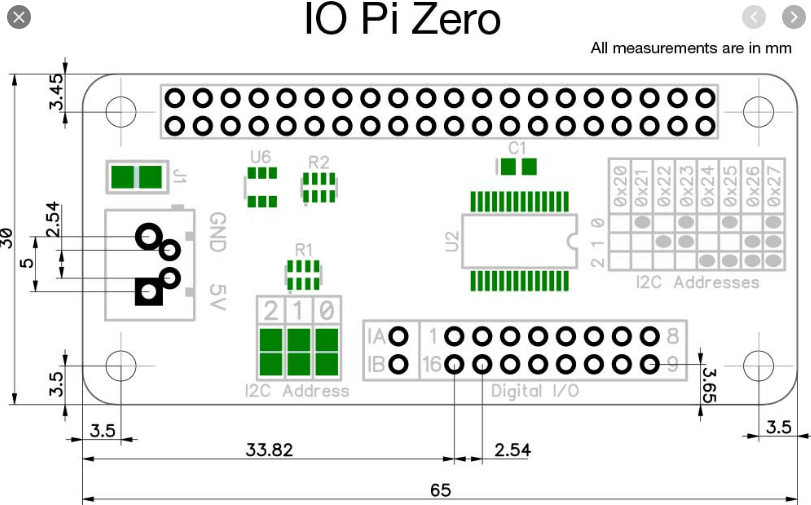 IO Pi Zero
All measurements are in mm
3.45
30
2.54
5
3.5
J1
U6
R2
C1
0x20 0x21 0x22 0x23 0x24 0x25 0x26 0x27
0
1
2
I2C Addresses
GND
5V
U2
R1
2 1 0
I2C Address
IA 1 8
IB 16 9
Digital I/O
3.65
3.5
3.5
33.82
2.54
65